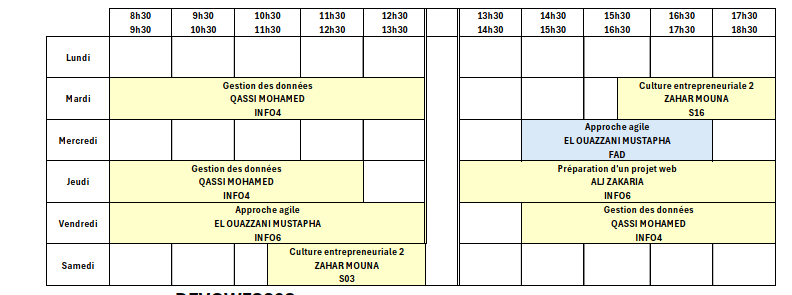 8h30 9h30 10h30 11h30 12h30 13h30 14h30 15h30 16h30 17h30
9h30 10h30 11h30 12h30 13h30 14h30 15h30 16h30 17h30 18h30
Lundi
Mardi
Gestion des données
QASSI MOHAMED
INFO4
Culture entrepreneuriale 2
ZAHAR MOUNA
S16
Mercredi
Approche agile
EL OUAZZANI MUSTAPHA
FAD
Jeudi
Gestion des données
QASSI MOHAMED
INFO4
Préparation d'un projet web
ALJ ZAKARIA
INFO6
Vendredi
Approche agile
EL OUAZZANI MUSTAPHA
INFO6
Gestion des données
QASSI MOHAMED
INFO4
Samedi
Culture entrepreneuriale 2
ZAHAR MOUNA
S03